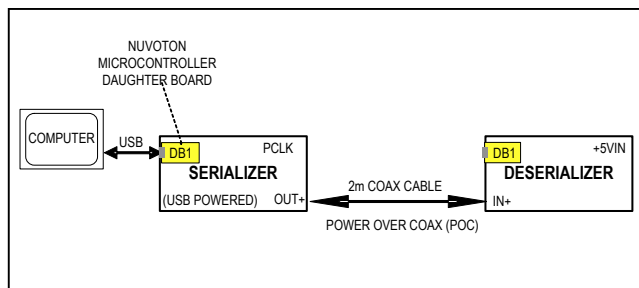 NUVOTON
MICROCONTROLLER
DAUGHTER BOARD
COMPUTER
USB
DB1
PCLK
SERIALIZER
(USB POWERED)
OUT+
2m COAX CABLE
POWER OVER COAX (POC)
DB1
+5VIN
DESERIALIZER
IN+